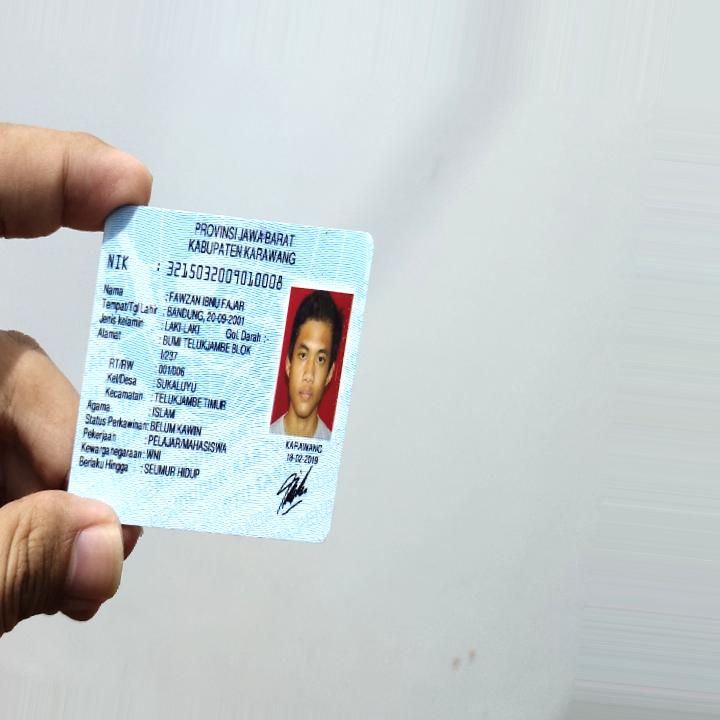 PROVINSI JAWA BARAT
KABUPATEN KARAWANG
NIK : 3215032009010008
Nama : FAWZAN IBNU FAJAR
Tempat/Tgl Lahir : BANDUNG, 20-09-2001
Jenis kelamin : LAKI-LAKI Gol. Darah :-
Alamat : BUMI TELUKJAMBE BLOK
I/237
RT/RW : 001/006
Kel/Desa : SUKALUYU
Kecamatan : TELUKJAMBE TIMUR
Agama : ISLAM
Status Perkawinan: BELUM KAWIN
Pekerjaan : PELAJAR/MAHASISWA
Kewarganegaraan: WNI
Berlaku Hingga : SEUMUR HIDUP
KARAWANG
18-02-2019